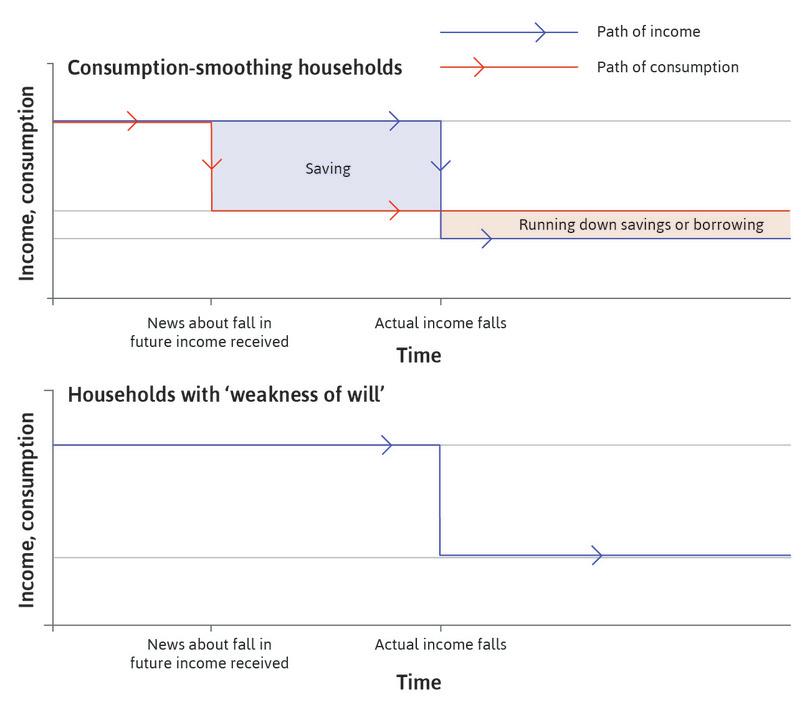 Path of income
Path of consumption
Consumption-smoothing households
Income, consumption
Saving
Running down savings or borrowing
News about fall in
future income received
Actual income falls
Time
Households with ‘weakness of will’
Income, consumption
News about fall in
future income received
Actual income falls
Time